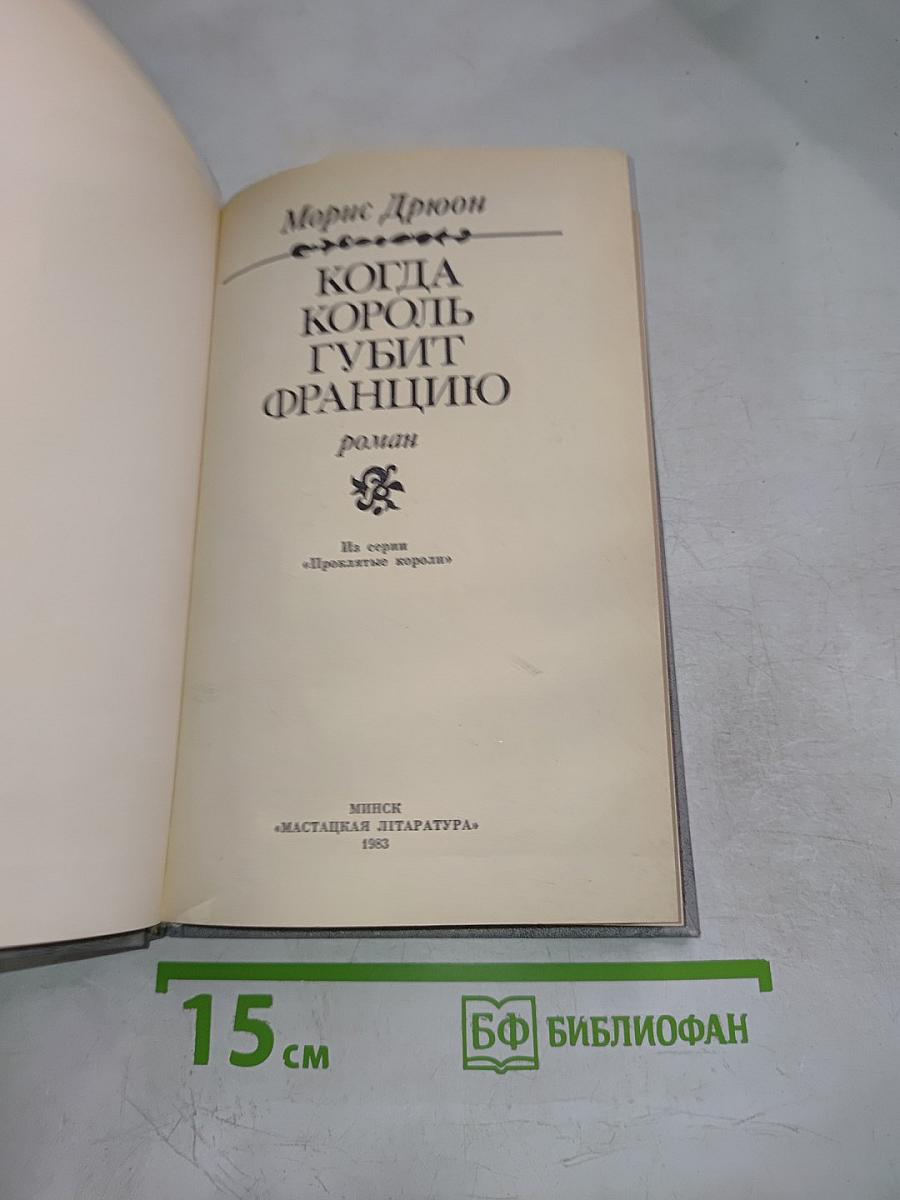 Морис Дрюон
КОГДА
КОРОЛЬ
ГУБИТ
ФРАНЦИЮ
роман
Из серии
«Проклятые короли»
МИНСК
«МАСТАЦКАЯ ЛІТАРАТУРА»
1983
15 см
БФ БИБЛИОФАН